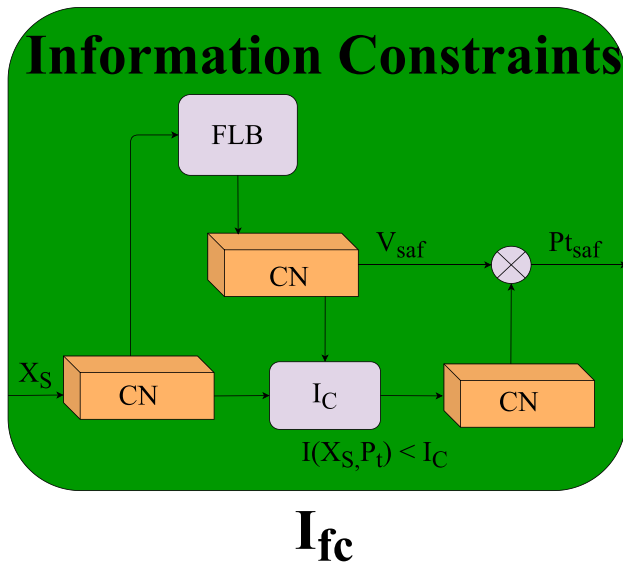 Information Constraints
FLB
V_saf
Pt_saf
CN
X_S
CN
I_C
CN
I(X_S,P_t) < I_C
I_fc